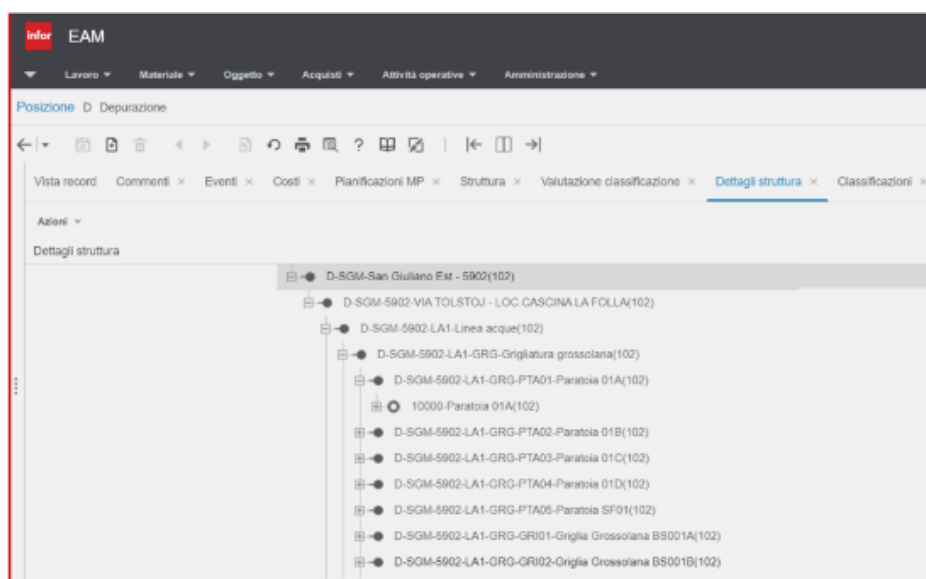 infor EAM
Lavoro Materiale Oggetto Acquisti Attività operative Amministrazione
Posizione D Depurazione
Vista record Commenti × Eventi × Costi × Pianificazioni MP × Struttura × Valutazione classificazione × Dettagli struttura × Classificazioni ×
Azioni
Dettagli struttura
D-SGM-San Giuliano Est - 5902(102)
D-SGM-5902-VIA TOLSTOJ - LOC.CASCINA LA FOLLA(102)
D-SGM-5902-LA1-Linea acque(102)
D-SGM-5902-LA1-GRG-Grigliatura grossolana(102)
D-SGM-5902-LA1-GRG-PTA01-Paratoia 01A(102)
10000-Paratoia 01A(102)
D-SGM-5902-LA1-GRG-PTA02-Paratoia 01B(102)
D-SGM-5902-LA1-GRG-PTA03-Paratoia 01C(102)
D-SGM-5902-LA1-GRG-PTA04-Paratoia 01D(102)
D-SGM-5902-LA1-GRG-PTA05-Paratoia SF01(102)
D-SGM-5902-LA1-GRG-GRI01-Griglia Grossolana BS001A(102)
D-SGM-5902-LA1-GRG-GRI02-Griglia Grossolana BS001B(102)